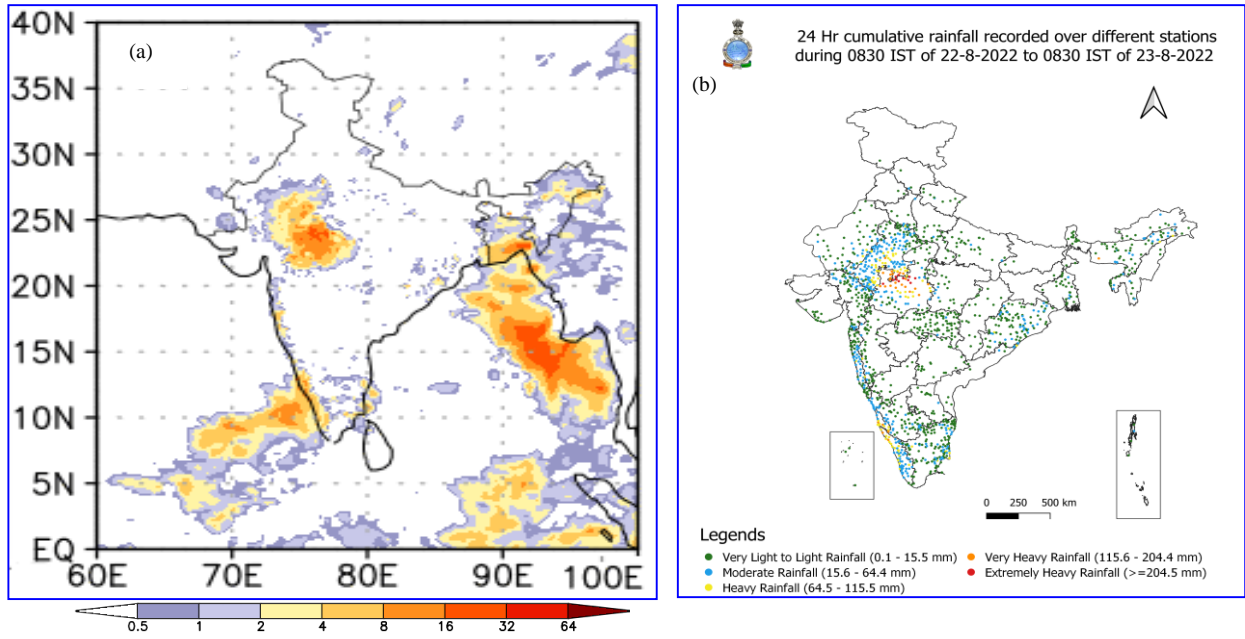 40N
(a)
35N
30N
25N
20N
15N
10N
5N
EQ
60E 70E 80E 90E 100E
0.5 1 2 4 8 16 32 64
24 Hr cumulative rainfall recorded over different stations
during 0830 IST of 22-8-2022 to 0830 IST of 23-8-2022
(b)
0 250 500 km
Legends
Very Light to Light Rainfall (0.1 - 15.5 mm)
Moderate Rainfall (15.6 - 64.4 mm)
Heavy Rainfall (64.5 - 115.5 mm)
Very Heavy Rainfall (115.6 - 204.4 mm)
Extremely Heavy Rainfall (>=204.5 mm)